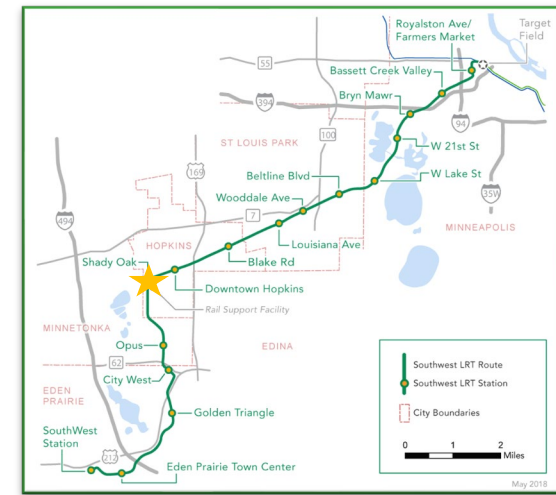 Royalston Ave/
Farmers Market
Target
Field
55
Bassett Creek Valley
394
Bryn Mawr
94
100
ST LOUIS PARK
W 21st St
169
Beltline Blvd
W Lake St
35W
Wooddale Ave
7
494
MINNEAPOLIS
HOPKINS
Louisiana Ave
Shady Oak
Blake Rd
Downtown Hopkins
Rail Support Facility
MINNETONKA
Opus
EDINA
62
City West
EDEN
PRAIRIE
Golden Triangle
SouthWest
Station
212
Eden Prairie Town Center
Southwest LRT Route
Southwest LRT Station
City Boundaries
0 1 2
Miles
May 2018